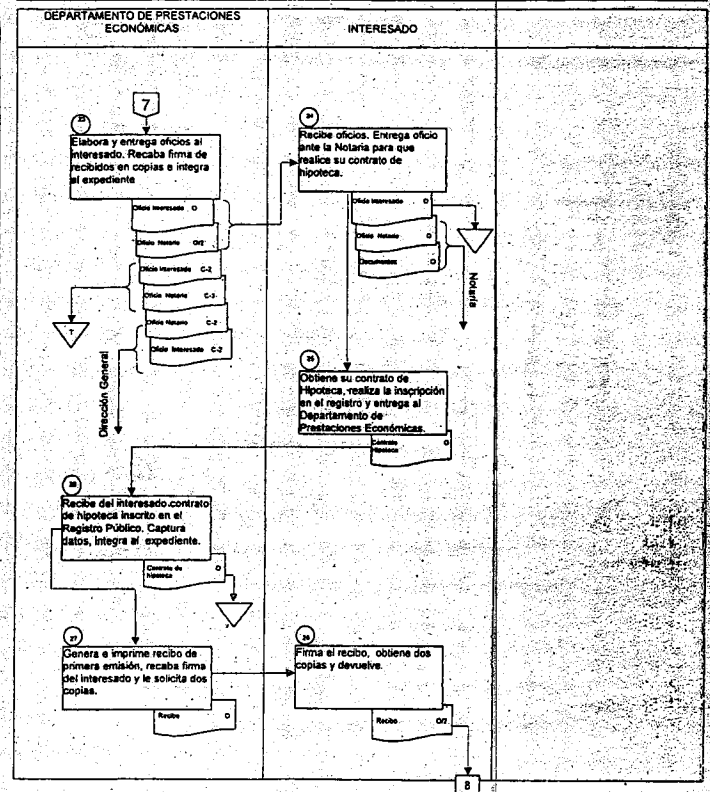 DEPARTAMENTO DE PRESTACIONES
ECONÓMICAS
INTERESADO
7
23
Elabora y entrega oficios al
interesado. Recaba firma de
recibidos en copias e integra
al expediente
Oficio Interesado O
Oficio Notario O/2
Oficio Interesado C-2
Oficio Notario
Oficio Notario C-2
Oficio Interesado C-2
T
Dirección General
24
Recibe oficios. Entrega oficio
ante la Notaria para que
realice su contrato de
hipoteca.
Oficio Interesado O
Oficio Notario O
Documentos O
Notaría
25
Obtiene su contrato de
Hipoteca, realiza la inscripción
en el registro y entrega al
Departamento de
Prestaciones Económicas.
Contrato O
Hipoteca
Recibe del interesado contrato
de hipoteca inscrito en el
Registro Público. Captura
datos, integra al expediente.
Contrato de O
hipoteca
27
Genera e imprime recibo de
primera emisión, recaba firma
del interesado y le solicita dos
copias.
Recibo O
Firma el recibo, obtiene dos
copias y devuelve.
Recibo O/2
8